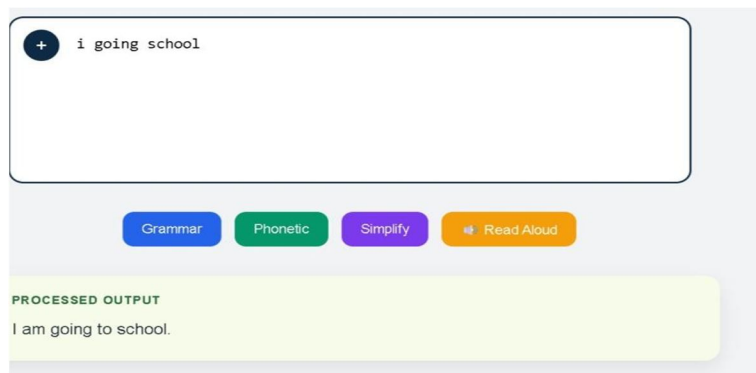 + i going school
Grammar Phonetic Simplify Read Aloud
PROCESSED OUTPUT
I am going to school.